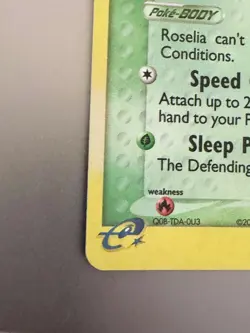 Poké-BODY
Roselia can't
Conditions.
Speed
Attach up to 2
hand to your
Sleep
The Defending
weakness
Q08-TDA-0U3
©20
e